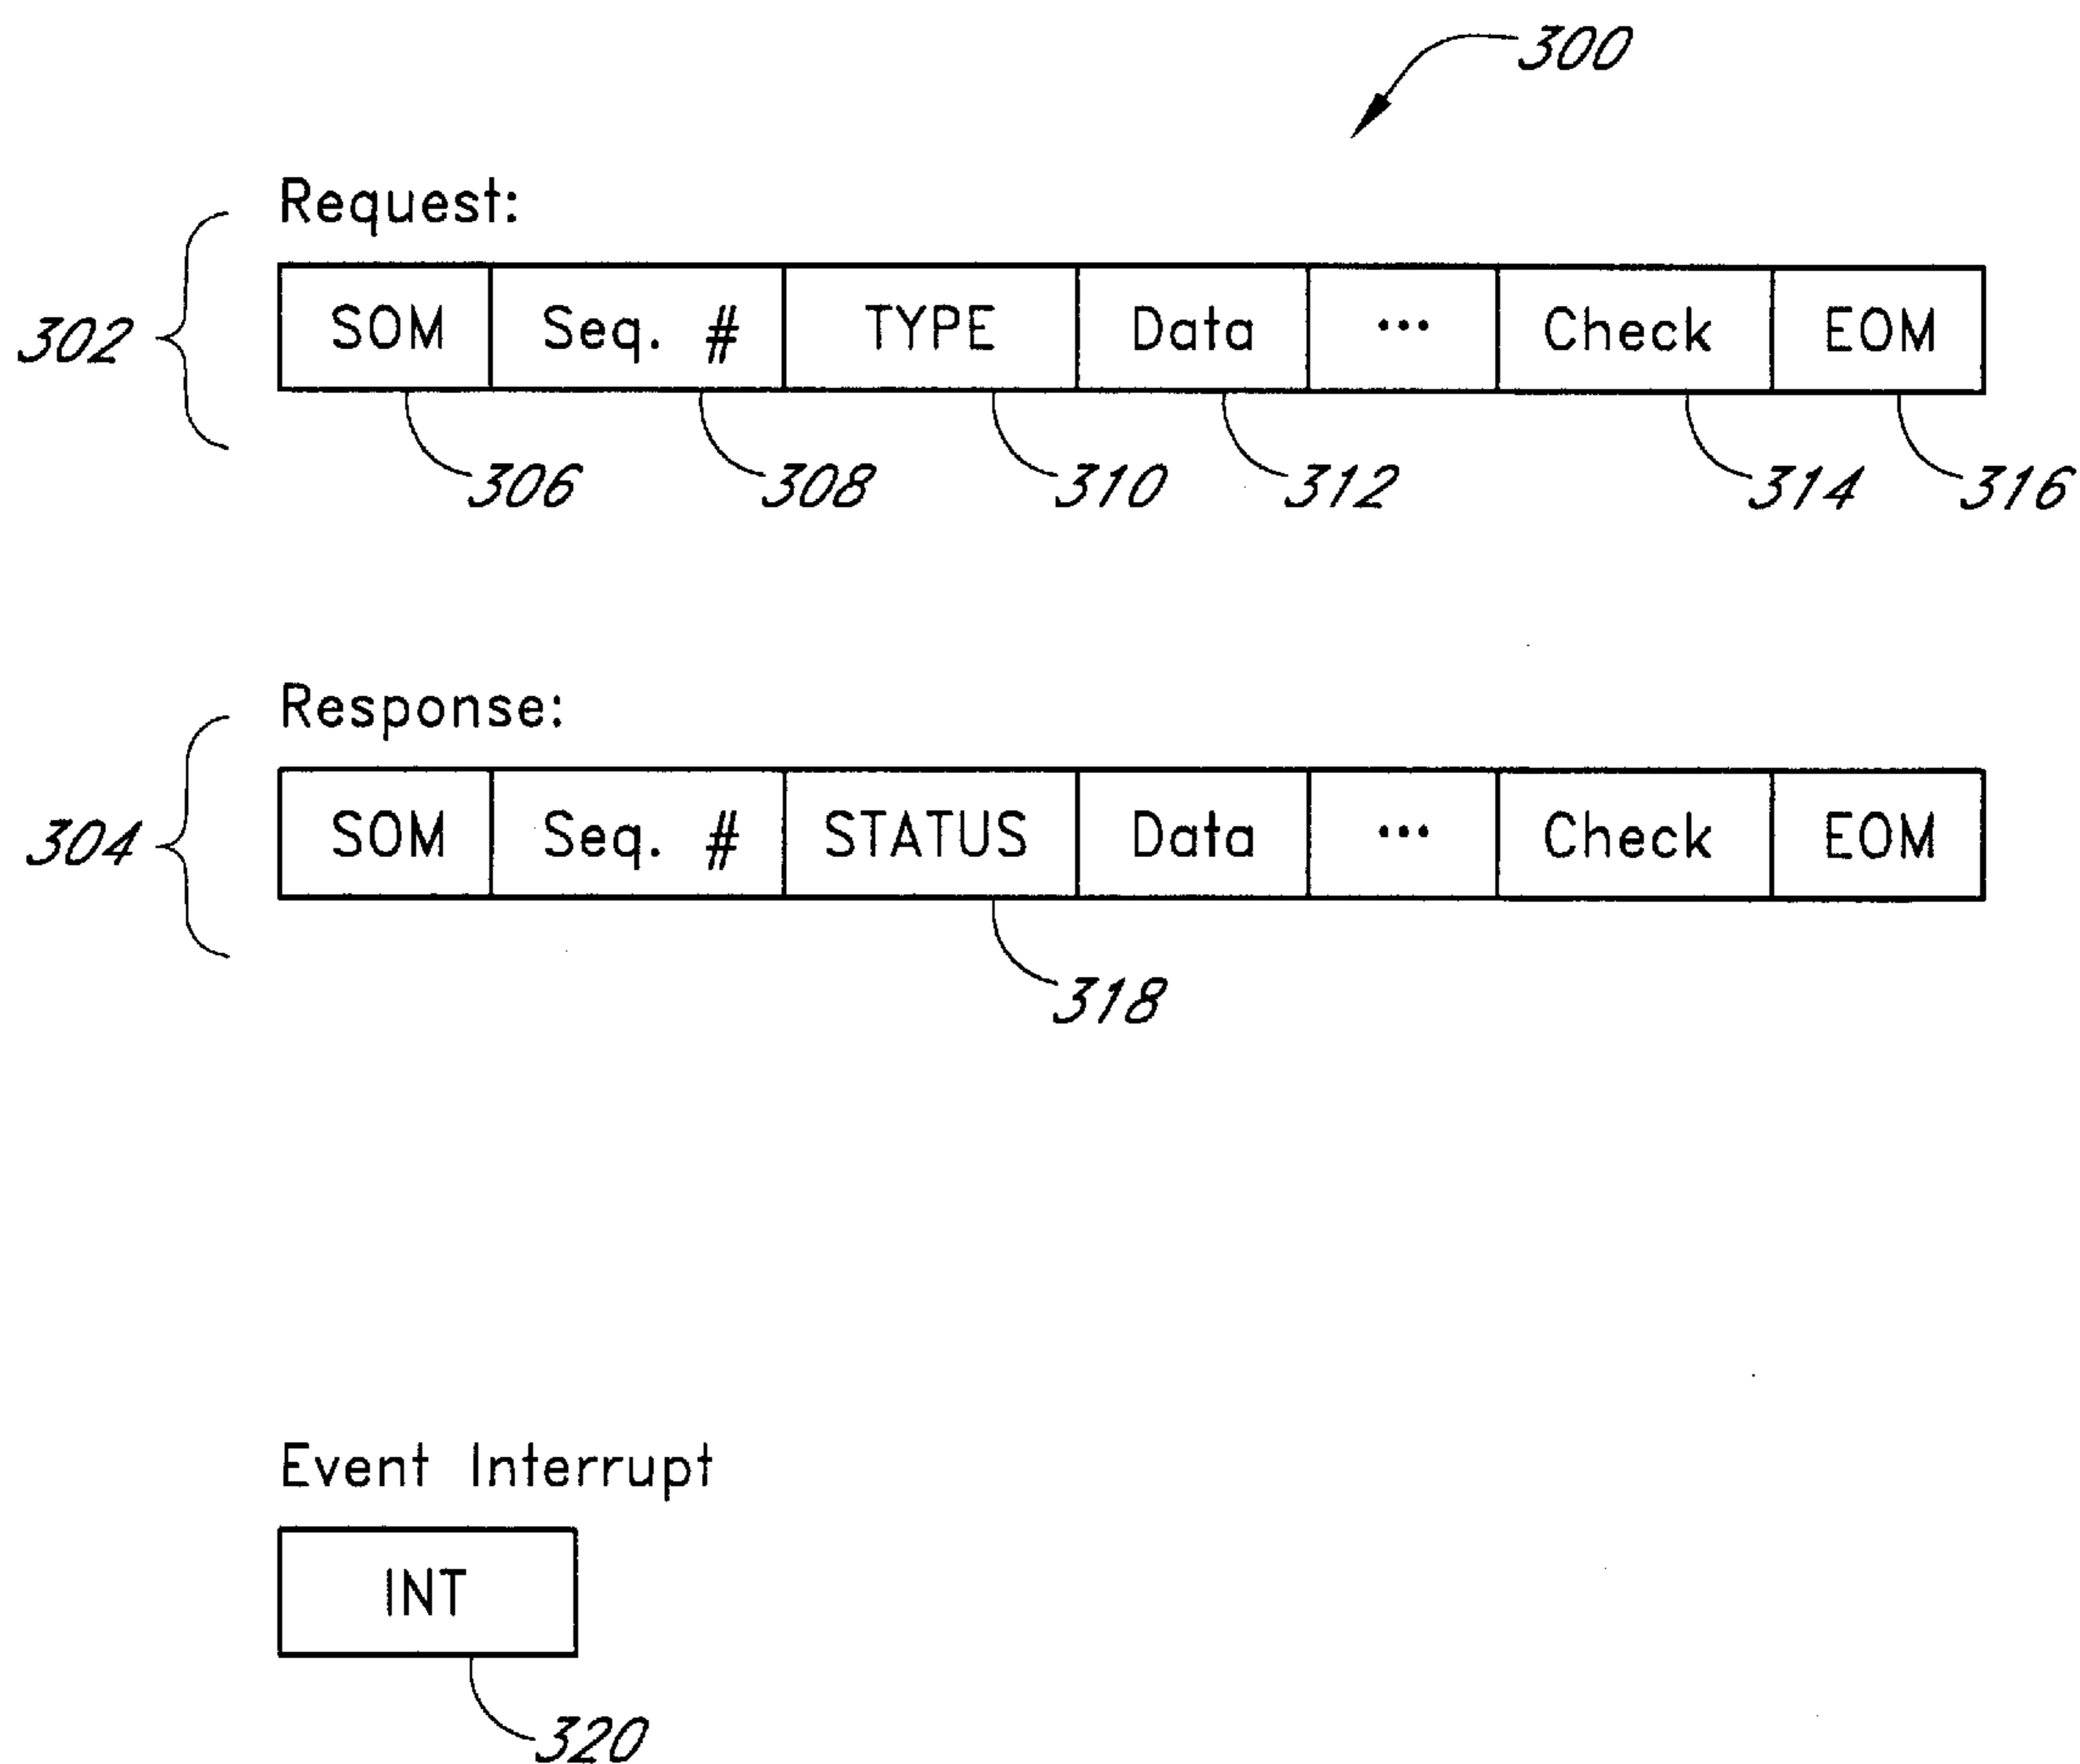 300
Request:
302
SOM Seq. # TYPE Data ... Check EOM
306 308 310 312 314 316
Response:
304
SOM Seq. # STATUS Data ... Check EOM
318
Event Interrupt
INT
320